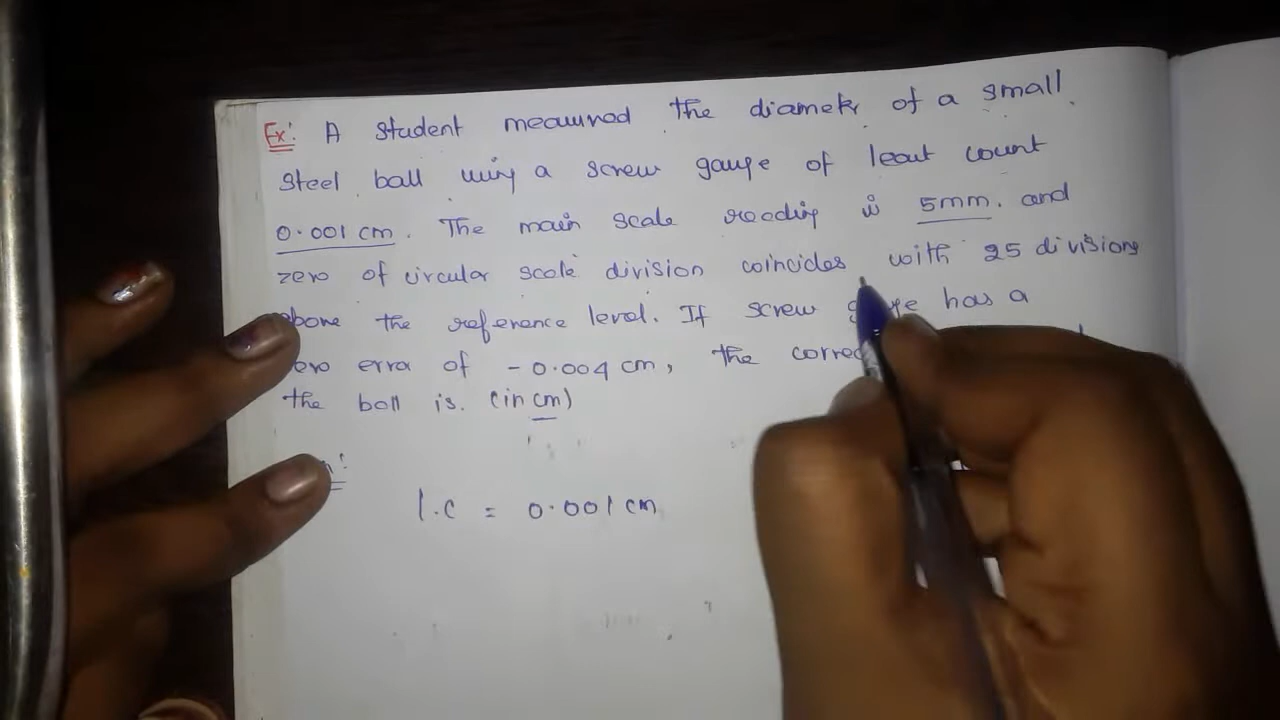 Ex: A student measured the diameter of a small
steel ball using a screw gauge of least count
0.001 cm. The main scale reading is 5mm. and
zero of circular scale division coincides with 25 divisions
above the reference level. If screw has a
error of - 0.004 cm, the
the ball is. (in cm)
l.c = 0.001 cm